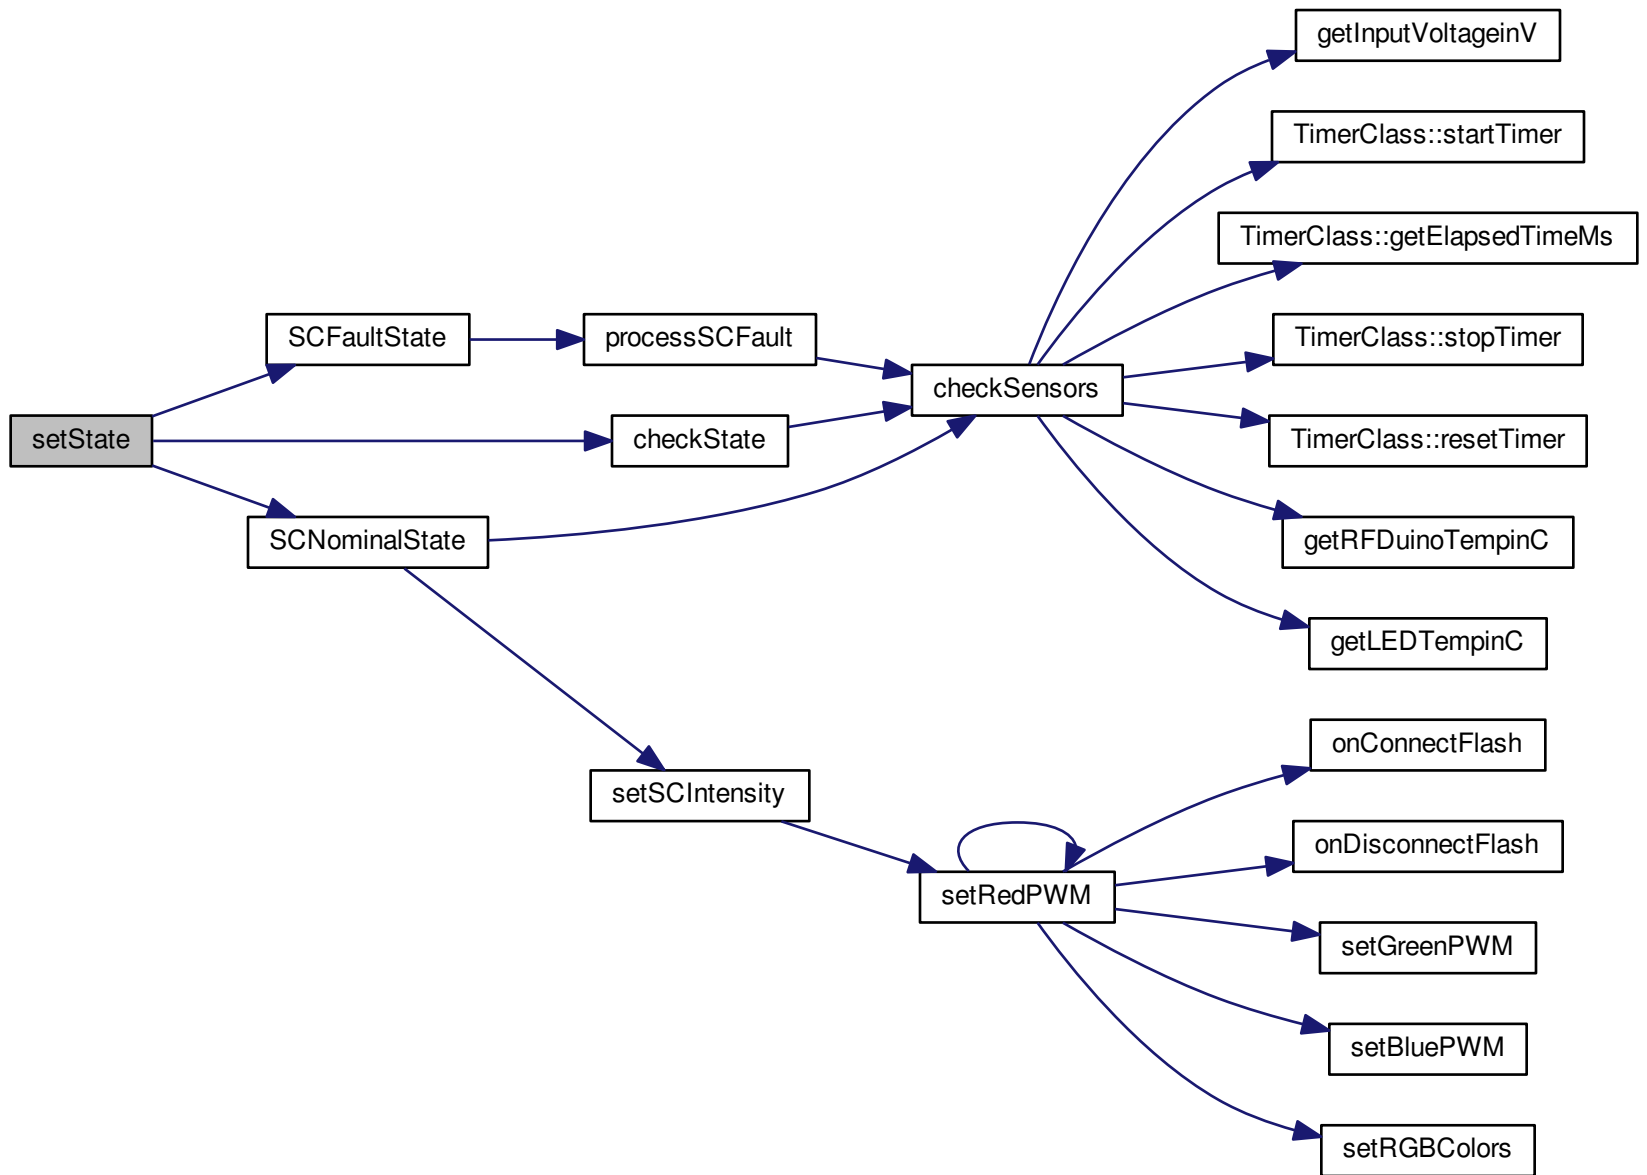 getInputVoltageinV
TimerClass::startTimer
TimerClass::getElapsedTimeMs
SCFaultState
processSCFault
TimerClass::stopTimer
checkSensors
setState
checkState
TimerClass::resetTimer
SCNominalState
getRFDuinoTempinC
getLEDTempinC
onConnectFlash
setSCIntensity
onDisconnectFlash
setRedPWM
setGreenPWM
setBluePWM
setRGBColors